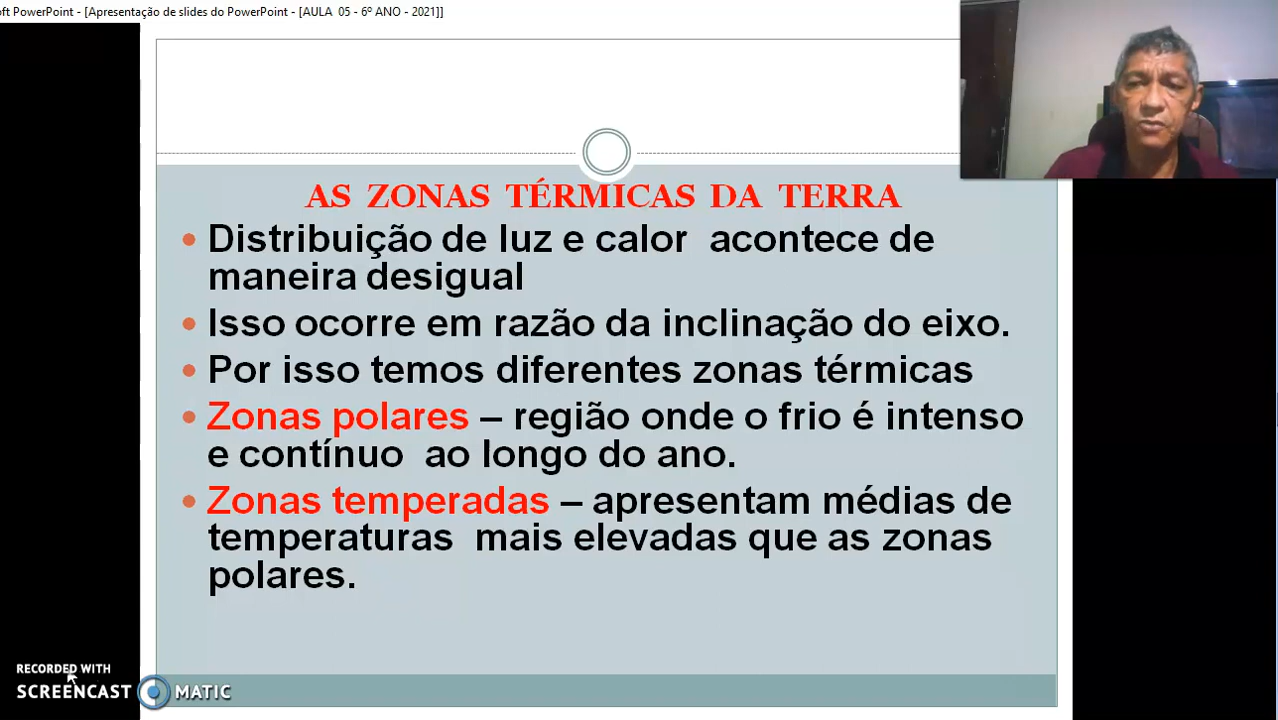 oft PowerPoint - [Apresentação de slides do PowerPoint - [AULA 05 - 6º ANO - 2021]]
AS ZONAS TÉRMICAS DA TERRA
• Distribuição de luz e calor acontece de
maneira desigual
• Isso ocorre em razão da inclinação do eixo.
• Por isso temos diferentes zonas térmicas
• Zonas polares – região onde o frio é intenso
e contínuo ao longo do ano.
• Zonas temperadas – apresentam médias de
temperaturas mais elevadas que as zonas
polares.
RECORDED WITH
SCREENCAST MATIC